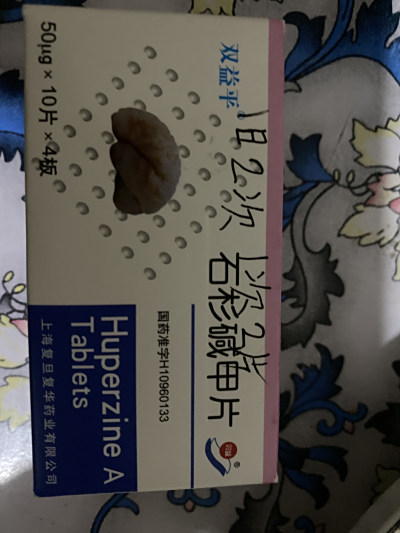 双益平
1日2次
1次2片
50μg×10片×4板
国药准字H10960133
石杉碱甲片
Huperzine A
Tablets
上海复旦复华药业有限公司